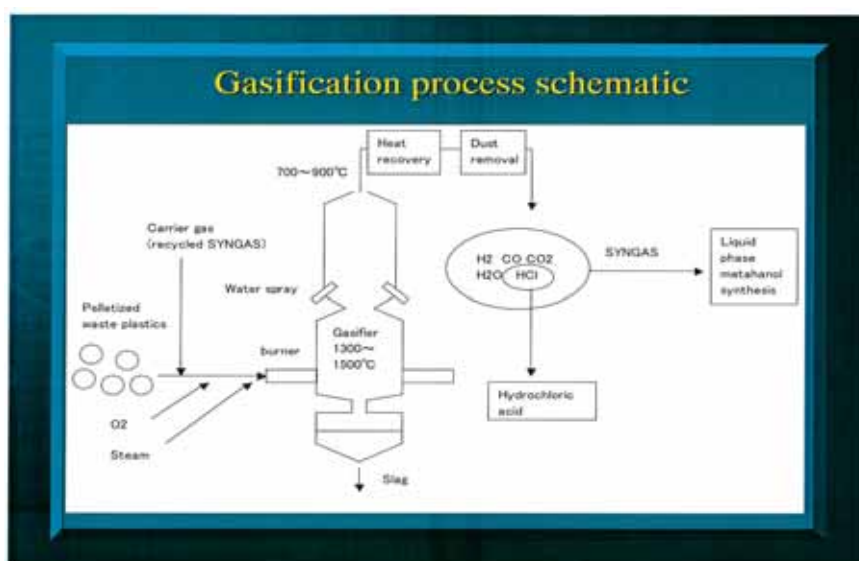 Gasification process schematic
Heat
recovery
Dust
removal
700～900℃
Carrier gas
(recycled SYNGAS)
H2 CO CO2
H2O HCl
SYNGAS
Liquid
phase
metahanol
synthesis
Water spray
Pelletized
waste plastics
Gasifier
1300～
1500℃
burner
Hydrochloric
acid
O2
Steam
Slag